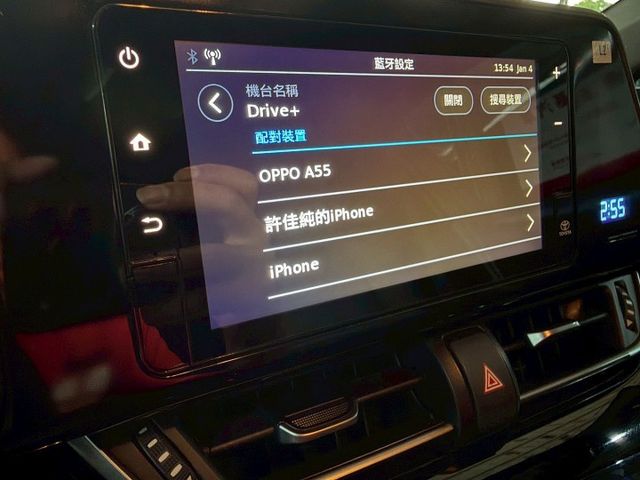 藍牙設定
13:54 Jan 4
機台名稱
Drive+
關閉
搜尋裝置
配對裝置
OPPO A55
許佳純的iPhone
iPhone
2:55
TOYOTA
L2